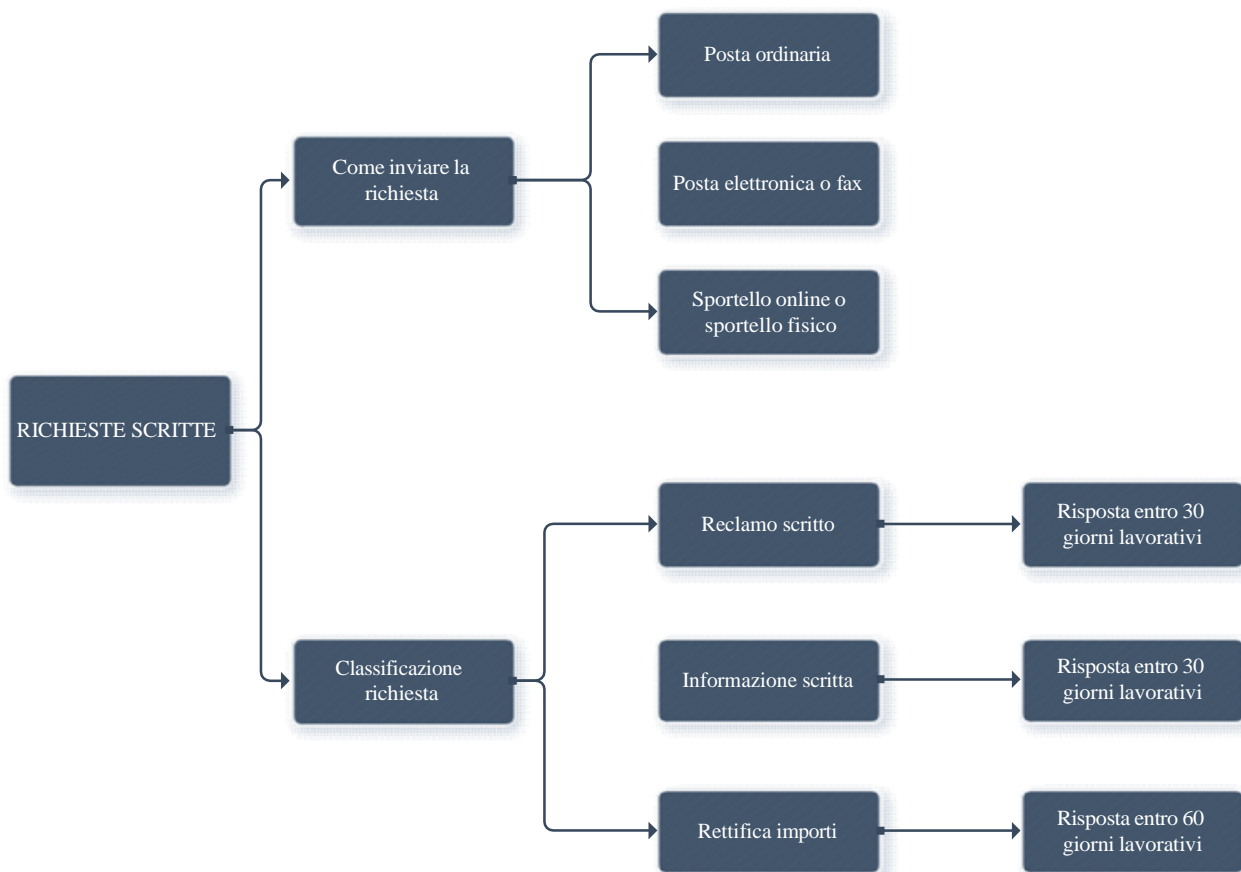 Posta ordinaria
Come inviare la
richiesta
Posta elettronica o fax
Sportello online o
sportello fisico
RICHIESTE SCRITTE
Reclamo scritto
Risposta entro 30
giorni lavorativi
Classificazione
richiesta
Informazione scritta
Risposta entro 30
giorni lavorativi
Rettifica importi
Risposta entro 60
giorni lavorativi